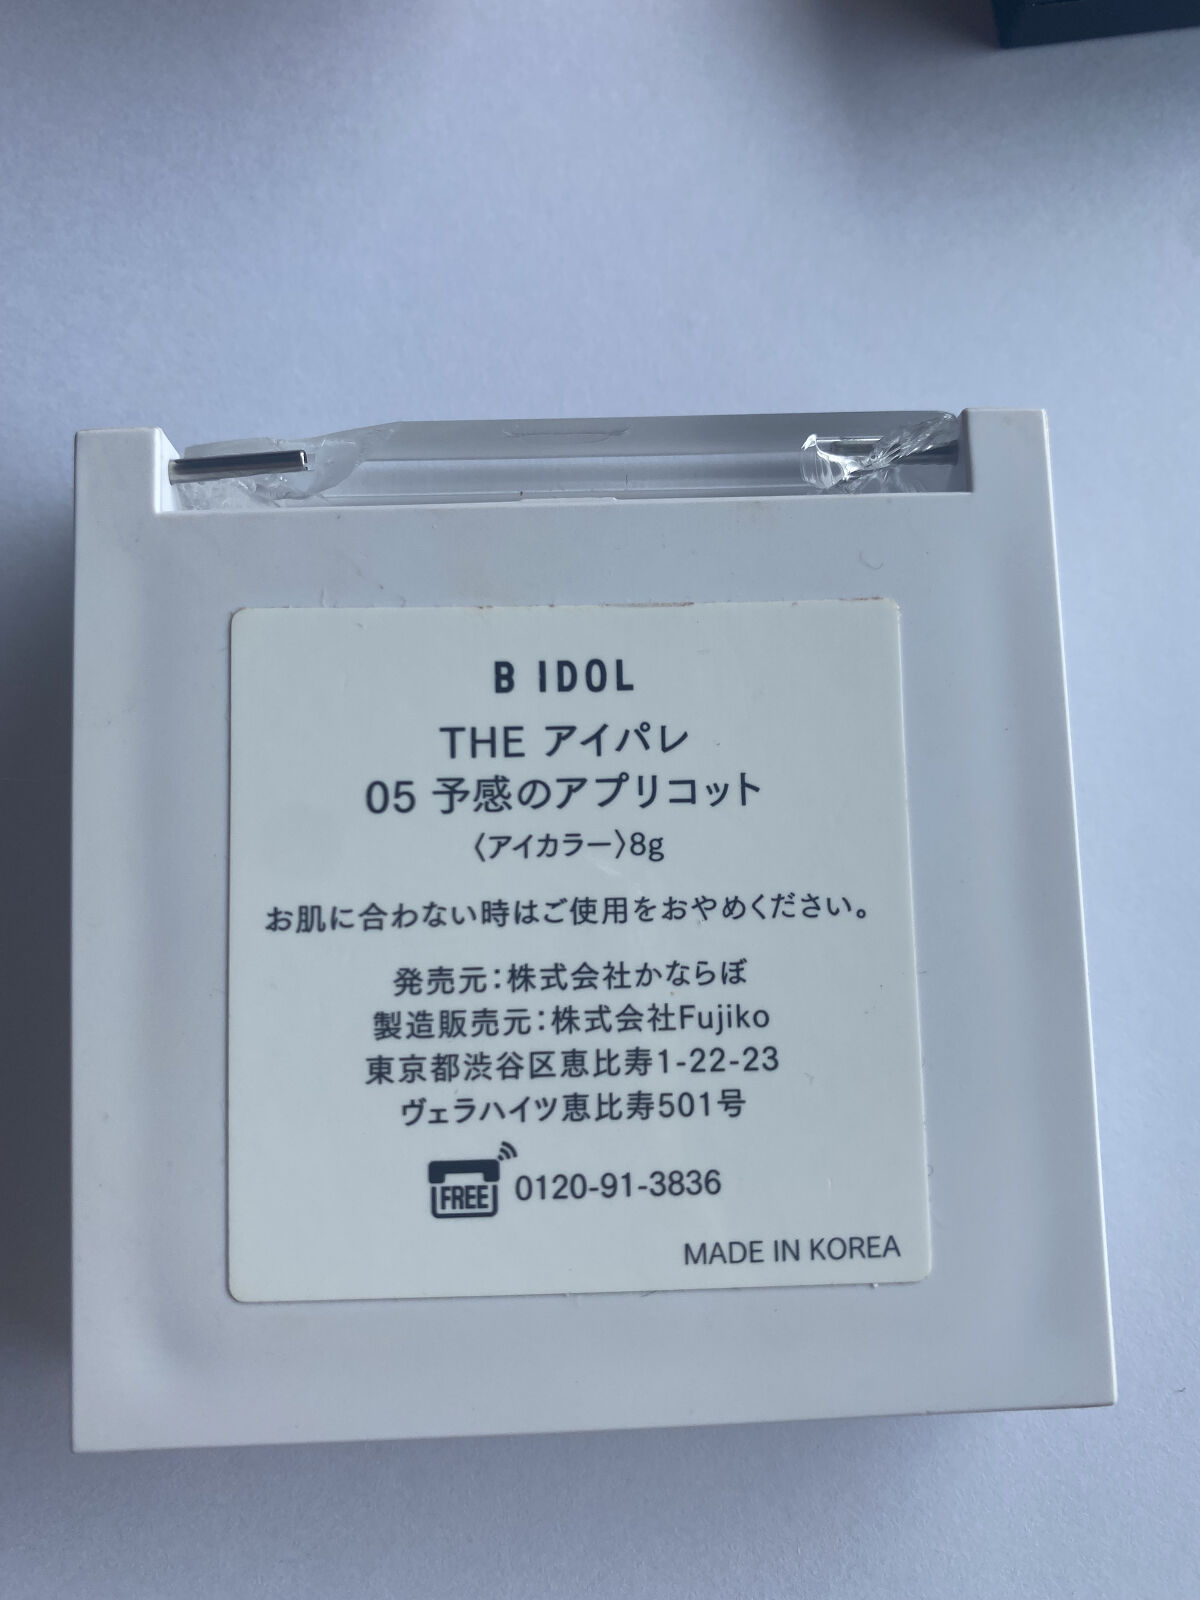 B IDOL
THE アイパレ
05 予感のアプリコット
〈アイカラー〉8g
お肌に合わない時はご使用をおやめください。
発売元：株式会社かならぼ
製造販売元：株式会社Fujiko
東京都渋谷区恵比寿1-22-23
ヴェラハイツ恵比寿501号
FREE 0120-91-3836
MADE IN KOREA